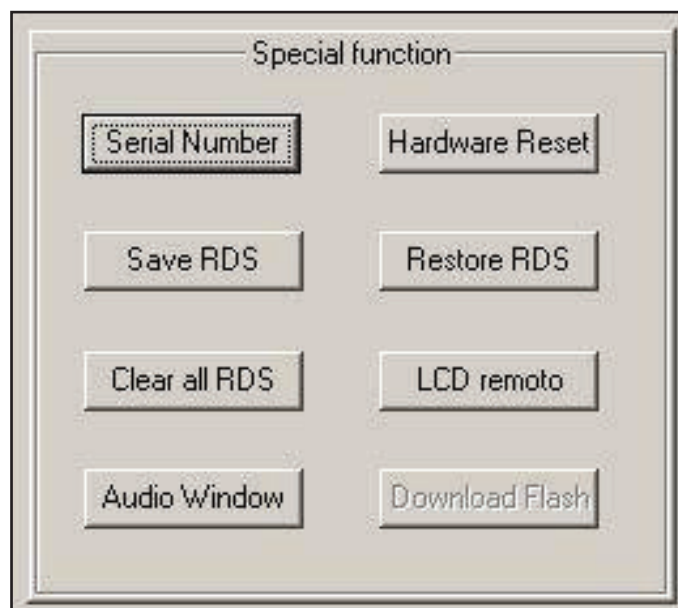 Special function
Serial Number
Hardware Reset
Save RDS
Restore RDS
Clear all RDS
LCD remoto
Audio Window
Download Flash